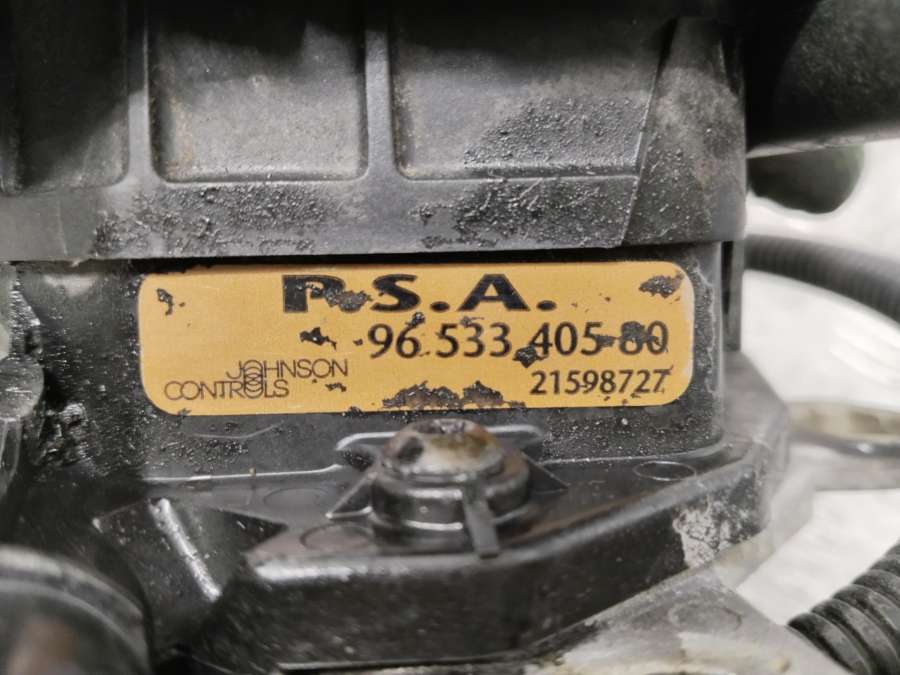 P.S.A.
96 533 405 80
JOHNSON
CONTROLS
21598727